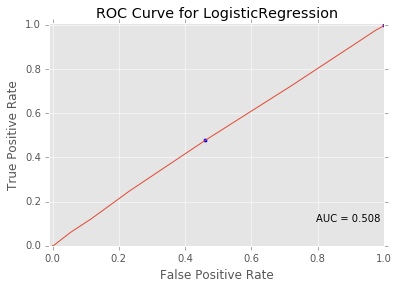 ROC Curve for LogisticRegression
1.0
0.8
0.6
0.4
0.2
0.0
True Positive Rate
AUC = 0.508
0.0 0.2 0.4 0.6 0.8 1.0
False Positive Rate